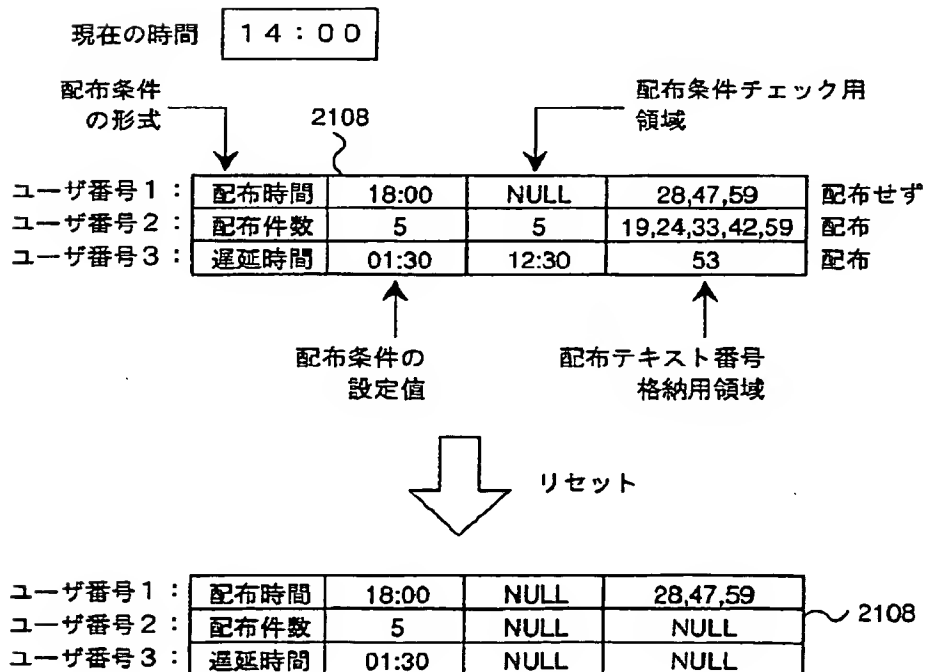 現在の時間 14:00
配布条件
の形式
2108
配布条件チェック用
領域
ユーザ番号1: 配布時間 18:00 NULL 28,47,59 配布せず
ユーザ番号2: 配布件数 5 5 19,24,33,42,59 配布
ユーザ番号3: 遅延時間 01:30 12:30 53 配布
配布条件の
設定値
配布テキスト番号
格納用領域
リセット
ユーザ番号1: 配布時間 18:00 NULL 28,47,59
2108
ユーザ番号2: 配布件数 5 NULL NULL
ユーザ番号3: 遅延時間 01:30 NULL NULL